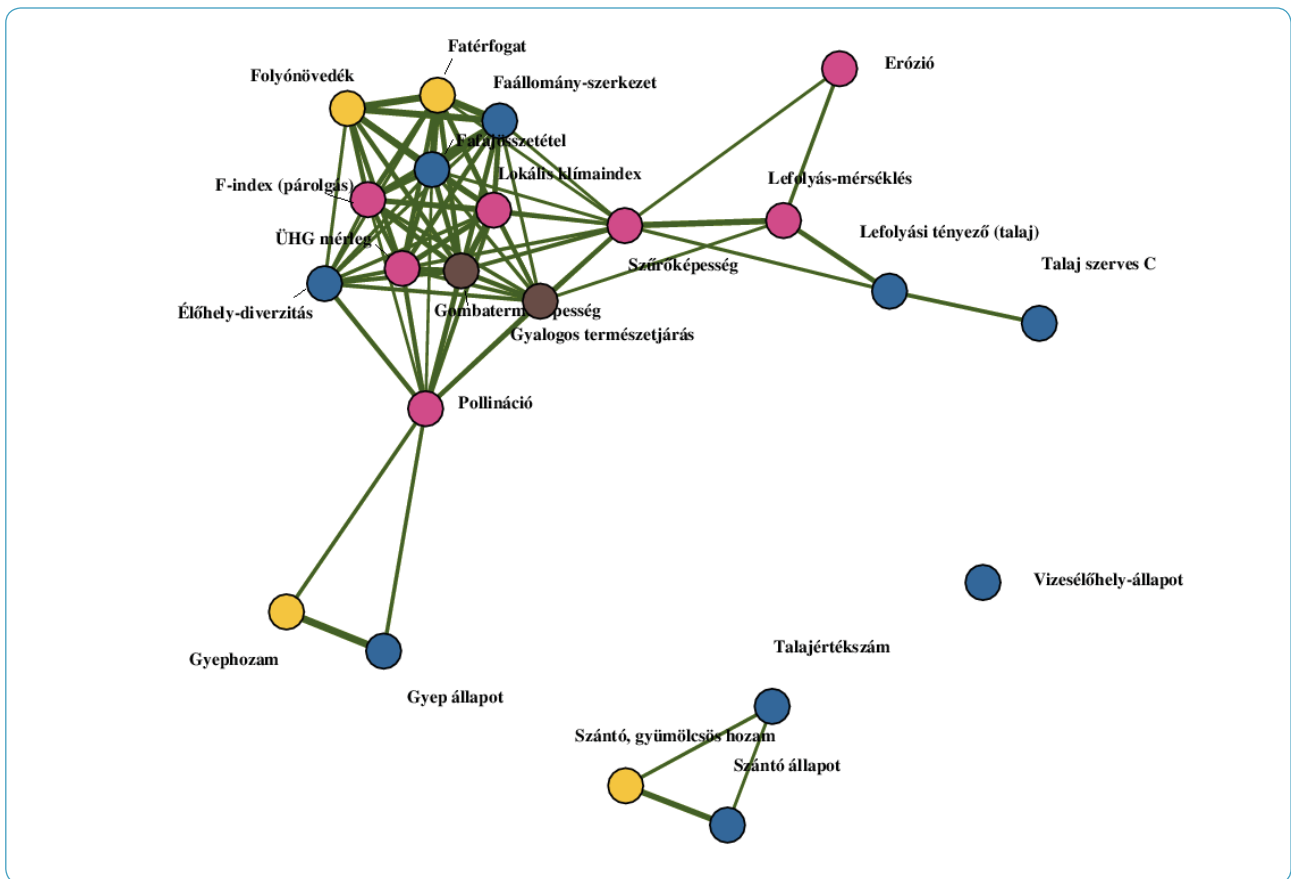 Fatérfogat
Erózió
Folyónövedék
Faállomány-szerkezet
Fafajösszetétel
Lokális klímaindex
Lefolyás-mérséklés
F-index (párolgás)
Lefolyási tényező (talaj)
ÜHG mérleg
Szűrőképesség
Talaj szerves C
Élőhely-diverzitás
Gyalogos természetjárás
Pollináció
Vizesélőhely-állapot
Talajértékszám
Gyephozam
Gyep állapot
Szántó, gyümölcsös hozam
Szántó állapot